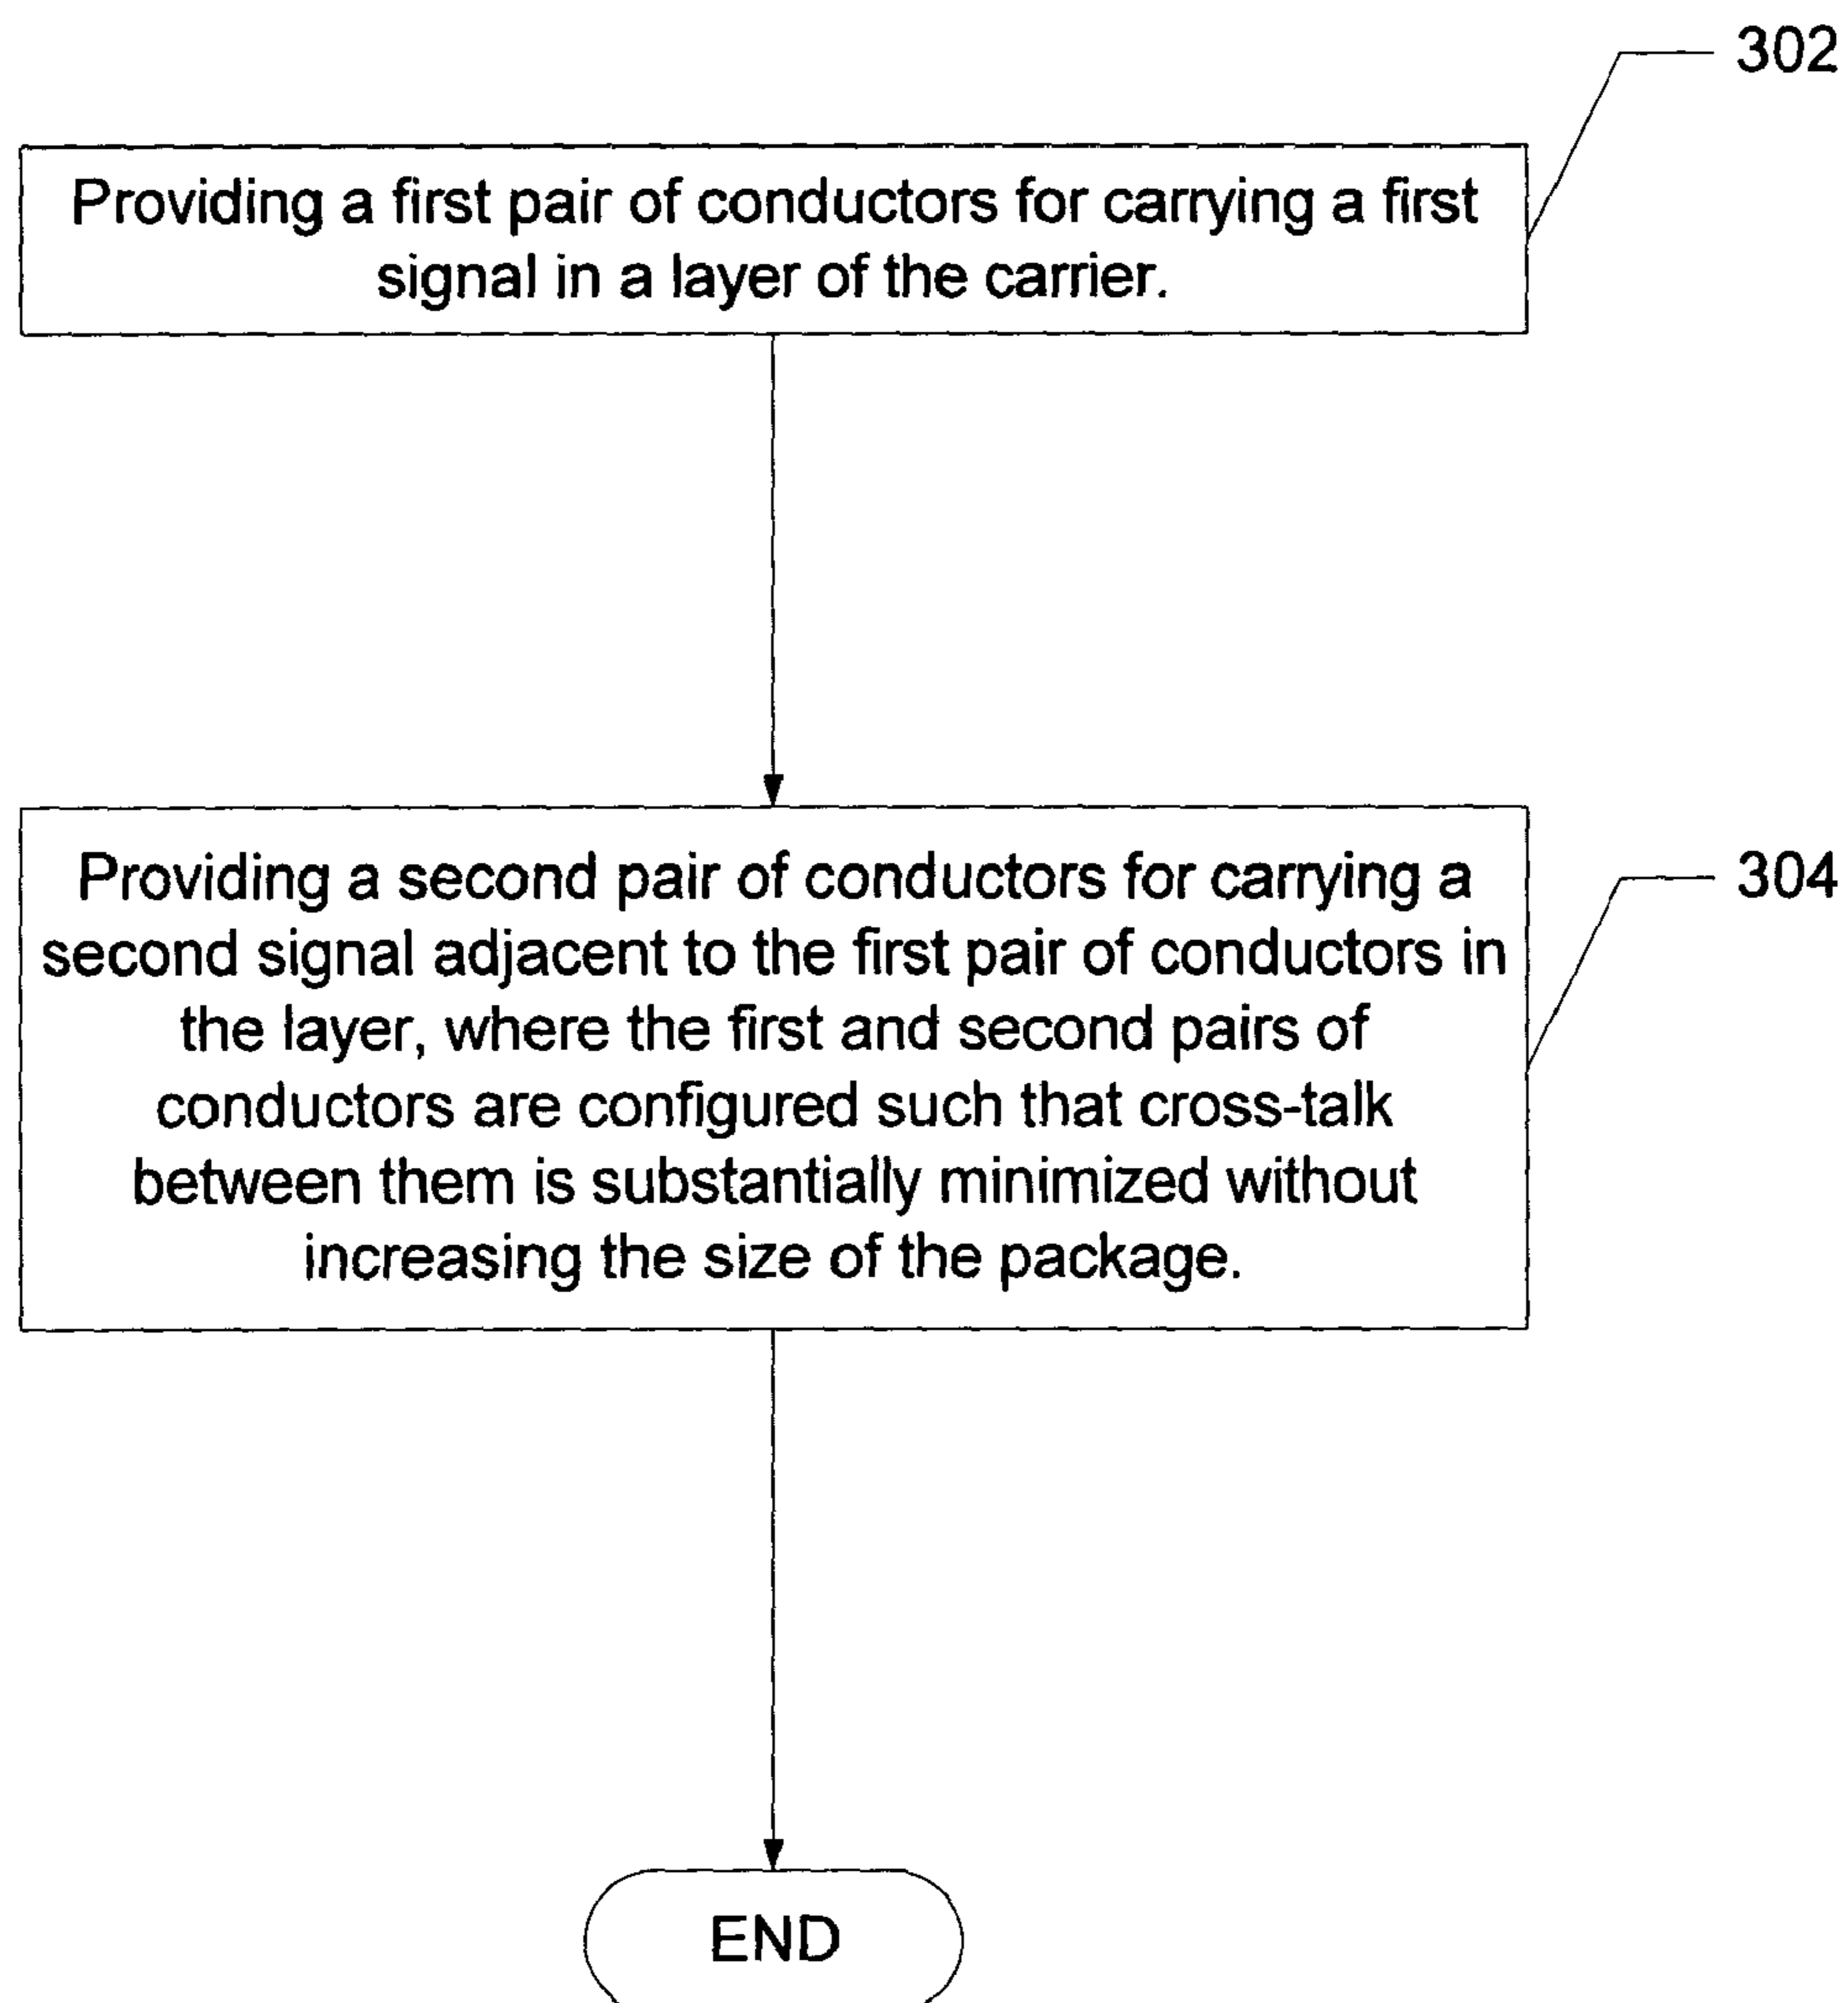 302
Providing a first pair of conductors for carrying a first
signal in a layer of the carrier.
Providing a second pair of conductors for carrying a
second signal adjacent to the first pair of conductors in
the layer, where the first and second pairs of
conductors are configured such that cross-talk
between them is substantially minimized without
increasing the size of the package.
304
END